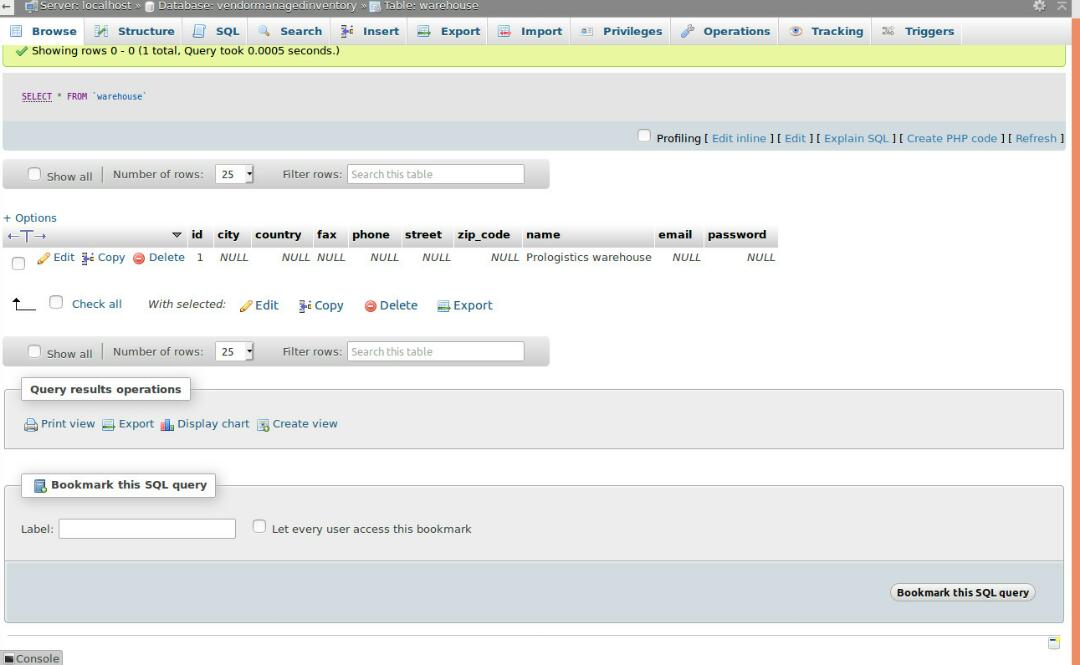 Server: localhost » Database: vendormanagedinventory » Table: warehouse
Browse Structure SQL Search Insert Export Import Privileges Operations Tracking Triggers
Showing rows 0 - 0 (1 total, Query took 0.0005 seconds.)
SELECT * FROM `warehouse`
Profiling [ Edit inline ] [ Edit ] [ Explain SQL ] [ Create PHP code ] [ Refresh ]
Show all | Number of rows: 25 Filter rows: Search this table
+ Options
←T→ id city country fax phone street zip_code name email password
Edit Copy Delete 1 NULL NULL NULL NULL NULL NULL Prologistics warehouse NULL NULL
Check all With selected: Edit Copy Delete Export
Show all | Number of rows: 25 Filter rows: Search this table
Query results operations
Print view Export Display chart Create view
Bookmark this SQL query
Label: Let every user access this bookmark
Bookmark this SQL query
Console